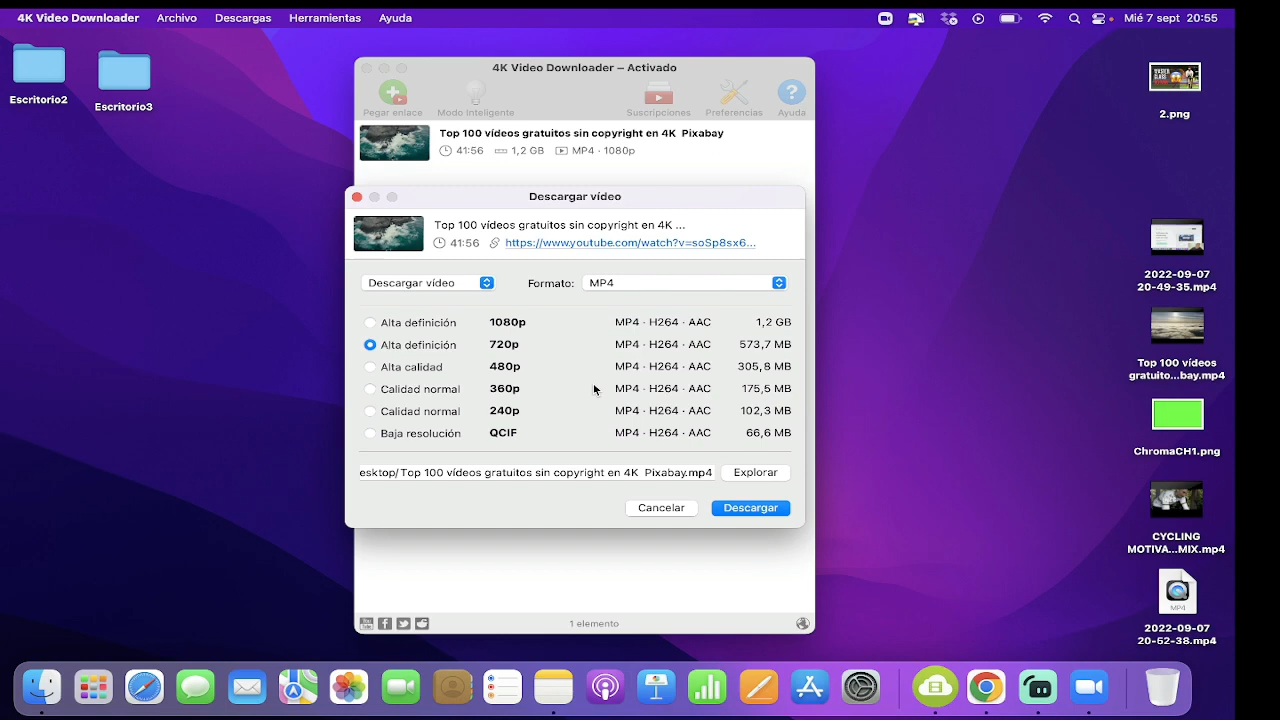 4K Video Downloader Archivo Descargas Herramientas Ayuda Mié 7 sept 20:55
Escritorio2
Escritorio3
4K Video Downloader – Activado
Pegar enlace Modo Inteligente Suscripciones Preferencias Ayuda
Top 100 vídeos gratuitos sin copyright en 4K Pixabay
41:56 1,2 GB MP4 · 1080p
Descargar vídeo
Top 100 vídeos gratuitos sin copyright en 4K ...
41:56 https://www.youtube.com/watch?v=soSp8sx6...
Descargar vídeo Formato: MP4
Alta definición 1080p MP4 · H264 · AAC 1,2 GB
Alta definición 720p MP4 · H264 · AAC 573,7 MB
Alta calidad 480p MP4 · H264 · AAC 305,8 MB
Calidad normal 360p MP4 · H264 · AAC 175,5 MB
Calidad normal 240p MP4 · H264 · AAC 102,3 MB
Baja resolución QCIF MP4 · H264 · AAC 66,6 MB
esktop/Top 100 vídeos gratuitos sin copyright en 4K Pixabay.mp4 Explorar
Cancelar Descargar
1 elemento
2.png
2022-09-07
20-49-35.mp4
Top 100 vídeos
gratuito...bay.mp4
ChromaCH1.png
CYCLING
MOTIVA...MIX.mp4
MP4
2022-09-07
20-52-38.mp4